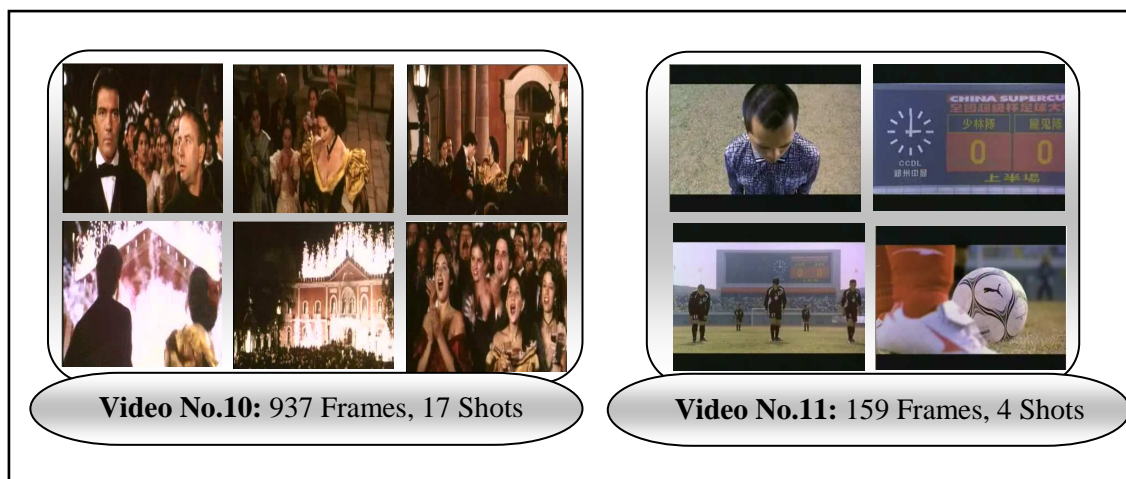 CHINA SUPERCU
少林隊
魔鬼隊
0
0
CCDL
上半場
Video No.10: 937 Frames, 17 Shots
Video No.11: 159 Frames, 4 Shots